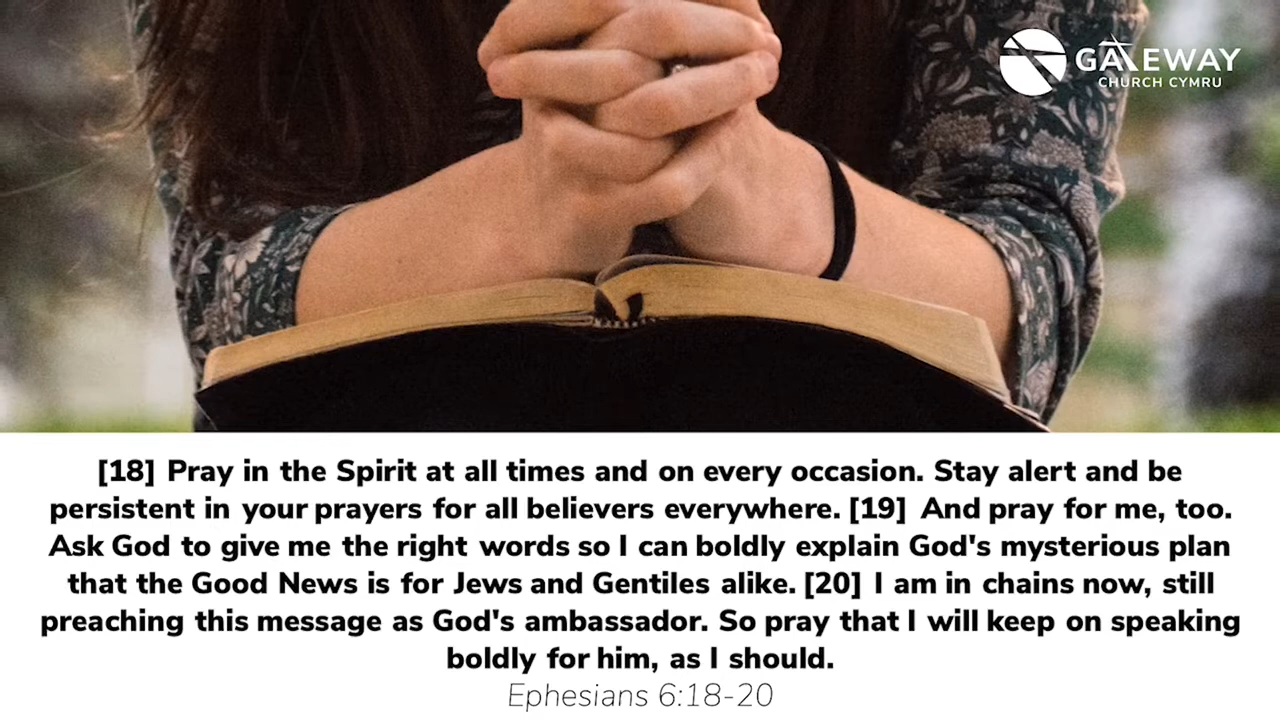 GATEWAY
CHURCH CYMRU
[18] Pray in the Spirit at all times and on every occasion. Stay alert and be
persistent in your prayers for all believers everywhere. [19] And pray for me, too.
Ask God to give me the right words so I can boldly explain God's mysterious plan
that the Good News is for Jews and Gentiles alike. [20] I am in chains now, still
preaching this message as God's ambassador. So pray that I will keep on speaking
boldly for him, as I should.
Ephesians 6:18-20